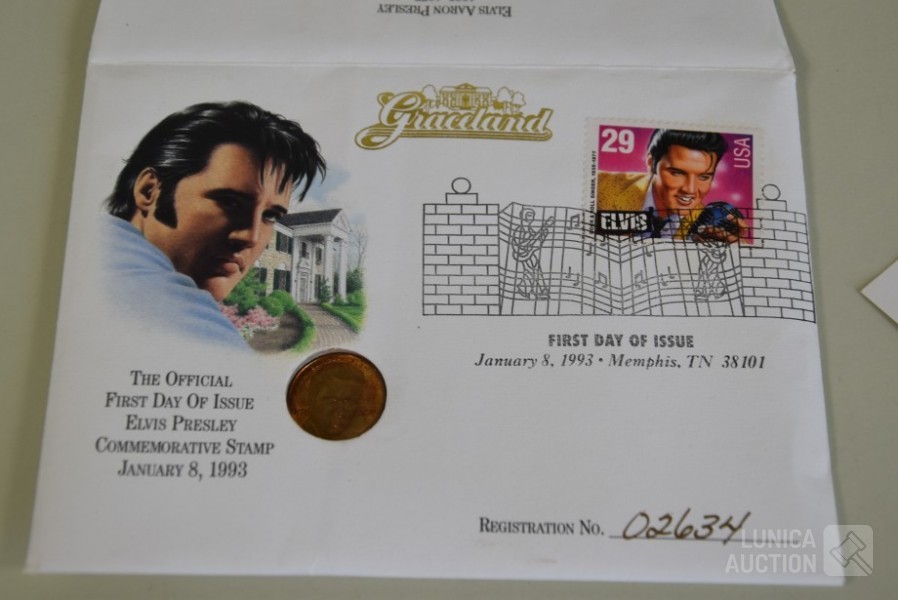 ELVIS AARON PRESLEY
Graceland
29
USA
ELVIS
FIRST DAY OF ISSUE
January 8, 1993 • Memphis, TN 38101
THE OFFICIAL
FIRST DAY OF ISSUE
ELVIS PRESLEY
COMMEMORATIVE STAMP
JANUARY 8, 1993
REGISTRATION NO. 02634
LUNICA
AUCTION